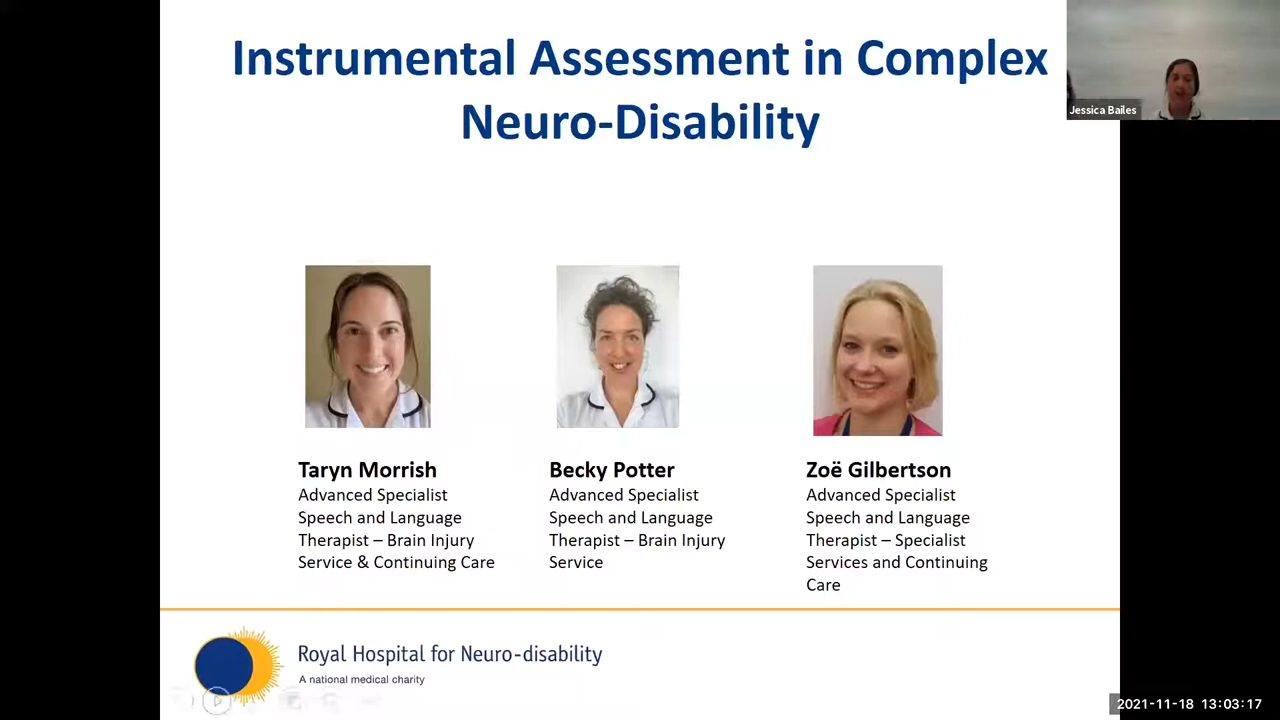 Instrumental Assessment in Complex
Neuro-Disability
Jessica Bailes
Taryn Morrish
Advanced Specialist
Speech and Language
Therapist – Brain Injury
Service & Continuing Care
Becky Potter
Advanced Specialist
Speech and Language
Therapist – Brain Injury
Service
Zoë Gilbertson
Advanced Specialist
Speech and Language
Therapist – Specialist
Services and Continuing
Care
Royal Hospital for Neuro-disability
A national medical charity
2021-11-18 13:03:17